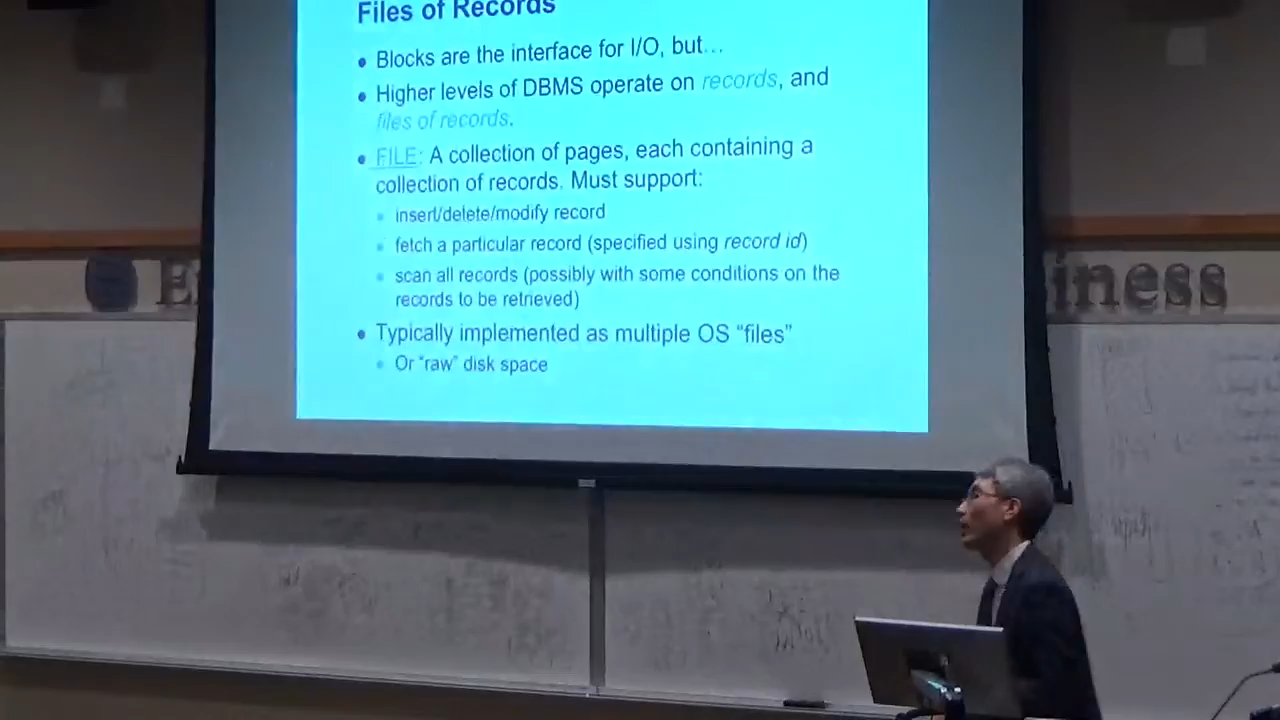 Files of Records
• Blocks are the interface for I/O, but…
• Higher levels of DBMS operate on records, and
files of records.
• FILE: A collection of pages, each containing a
collection of records. Must support:
• insert/delete/modify record
• fetch a particular record (specified using record id)
• scan all records (possibly with some conditions on the
records to be retrieved)
• Typically implemented as multiple OS “files”
• Or “raw” disk space
iness